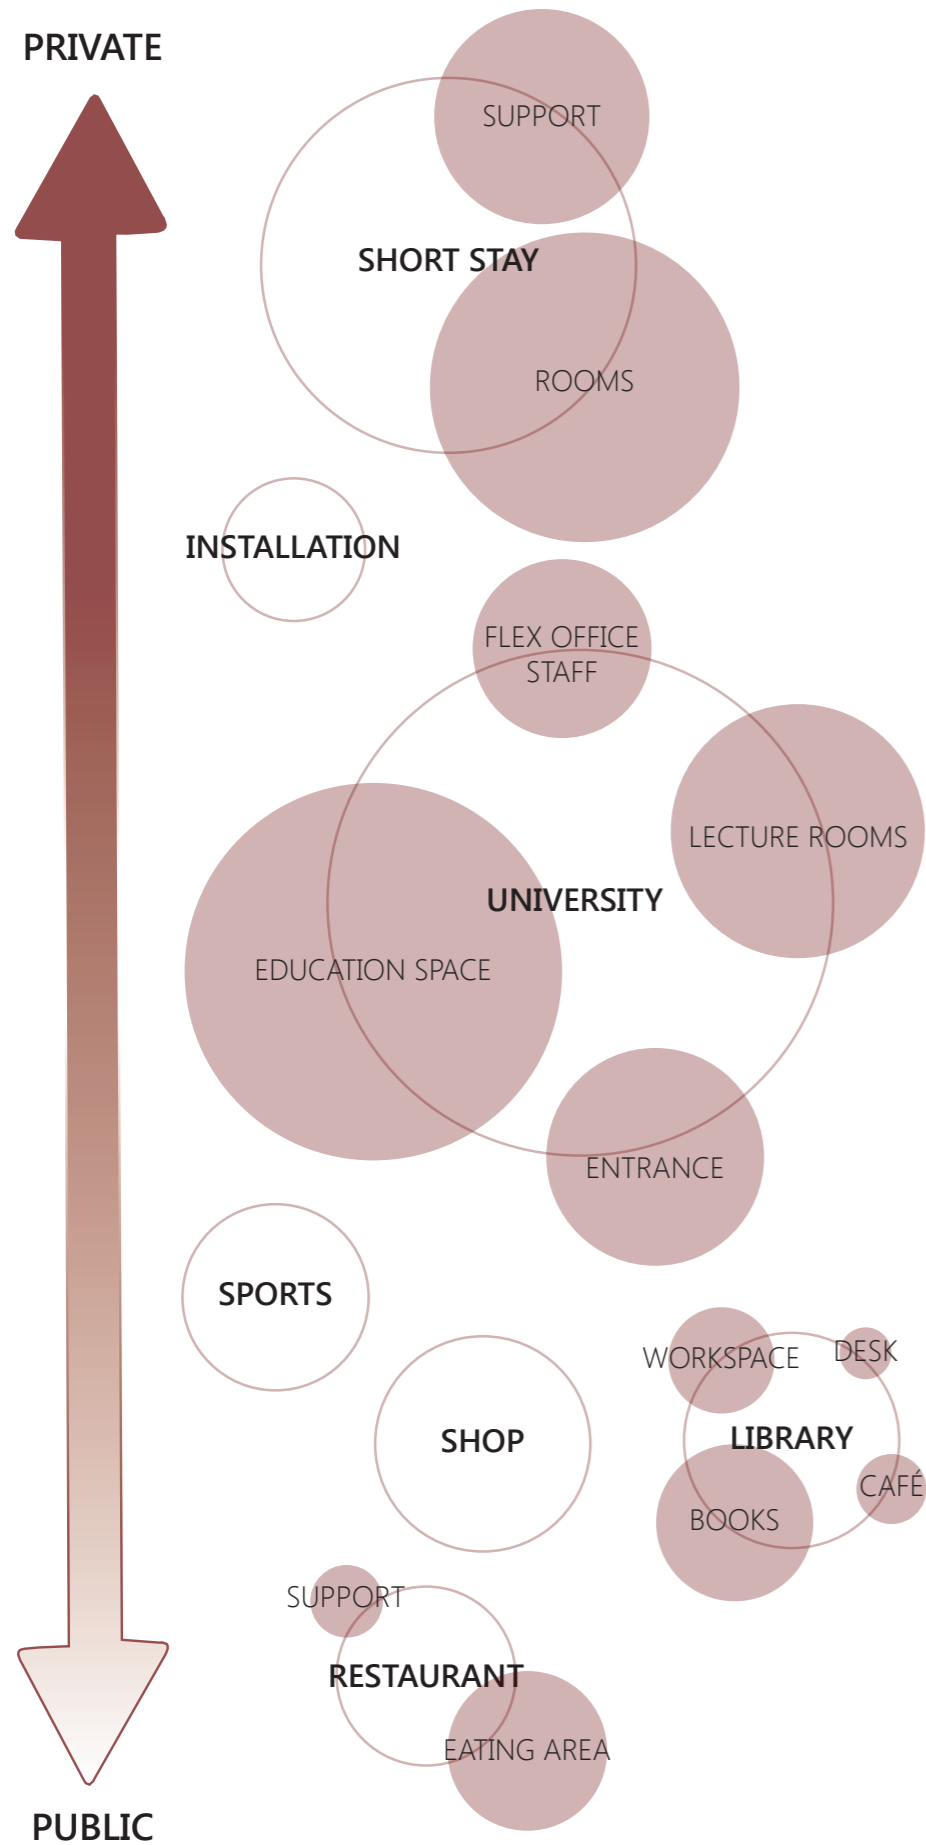 PRIVATE
SUPPORT
SHORT STAY
ROOMS
INSTALLATION
FLEX OFFICE
STAFF
LECTURE ROOMS
UNIVERSITY
EDUCATION SPACE
ENTRANCE
SPORTS
WORKSPACE
DESK
SHOP
LIBRARY
CAFÉ
BOOKS
SUPPORT
RESTAURANT
EATING AREA
PUBLIC